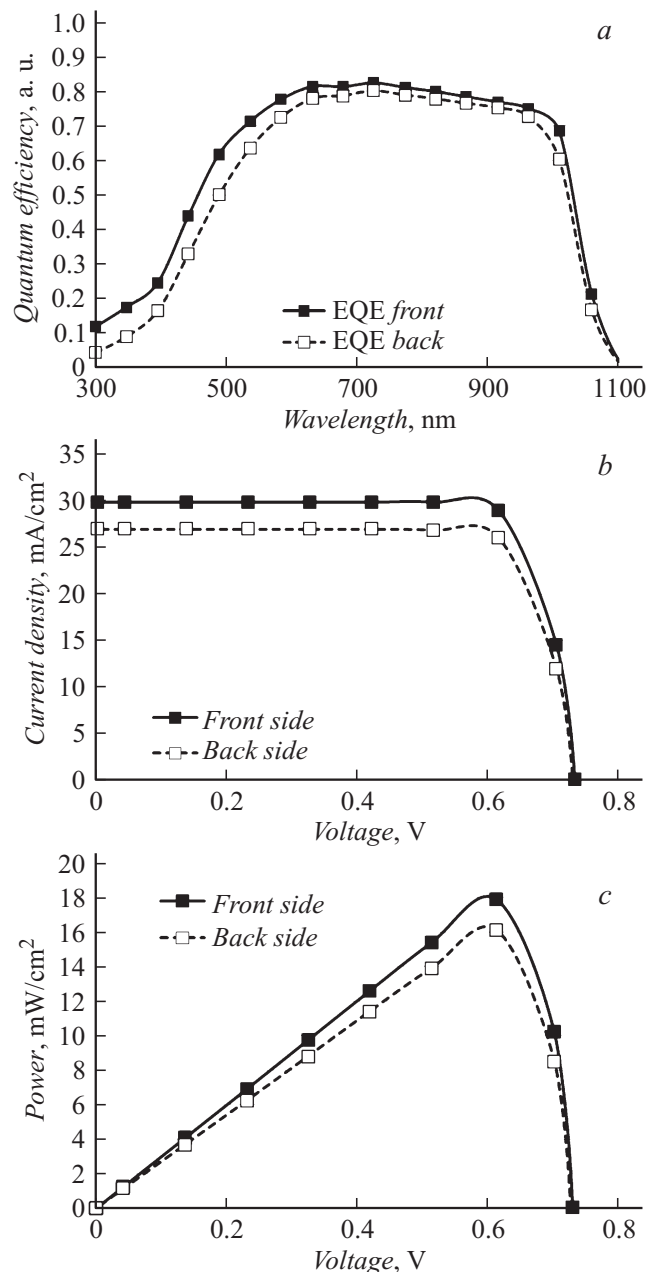 a
Quantum efficiency, a. u.
1.0
0.9
0.8
0.7
0.6
0.5
0.4
0.3
0.2
0.1
0
EQE front
EQE back
300 500 700 900 1100
Wavelength, nm
b
Current density, mA/cm²
35
30
25
20
15
10
5
0
Front side
Back side
0 0.2 0.4 0.6 0.8
Voltage, V
c
Power, mW/cm²
20
18
16
14
12
10
8
6
4
2
0
Front side
Back side
0 0.2 0.4 0.6 0.8
Voltage, V